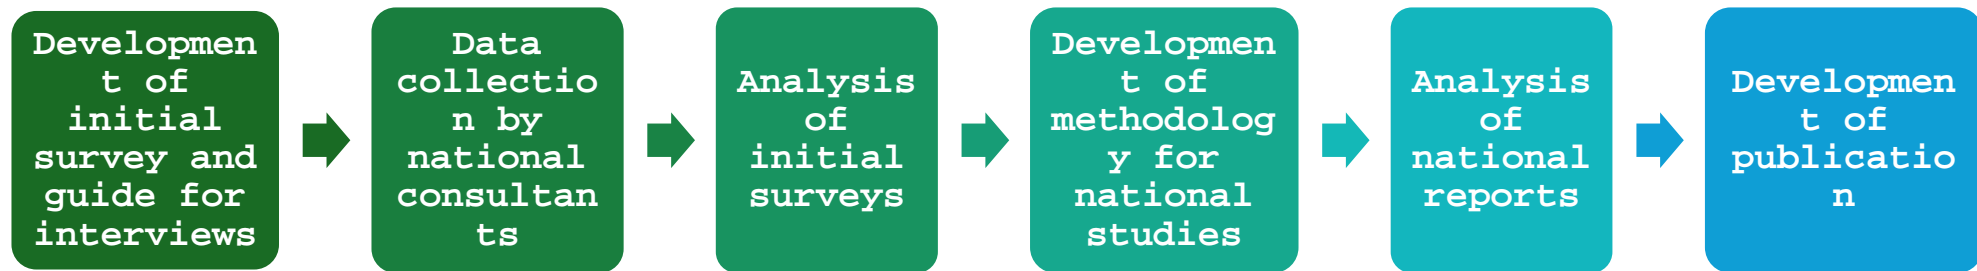 Developmen
t of
initial
survey and
guide for
interviews
Data
collectio
n by
national
consultan
ts
Analysis
of
initial
surveys
Developmen
t of
methodolog
y for
national
studies
Analysis
of
national
reports
Developmen
t of
publicatio
n